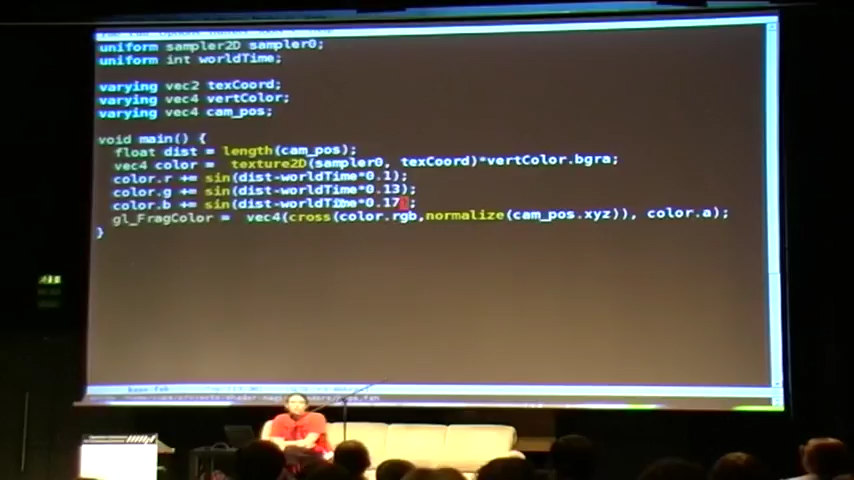 uniform sampler2D sampler0;
uniform int worldTime;
varying vec2 texCoord;
varying vec4 vertColor;
varying vec4 cam_pos;
void main() {
float dist = length(cam_pos);
vec4 color = texture2D(sampler0, texCoord)*vertColor.bgra;
color.r += sin(dist-worldTime*0.1);
color.g += sin(dist-worldTime*0.13);
color.b += sin(dist-worldTime*0.17);
gl_FragColor = vec4(cross(color.rgb,normalize(cam_pos.xyz)), color.a);
}